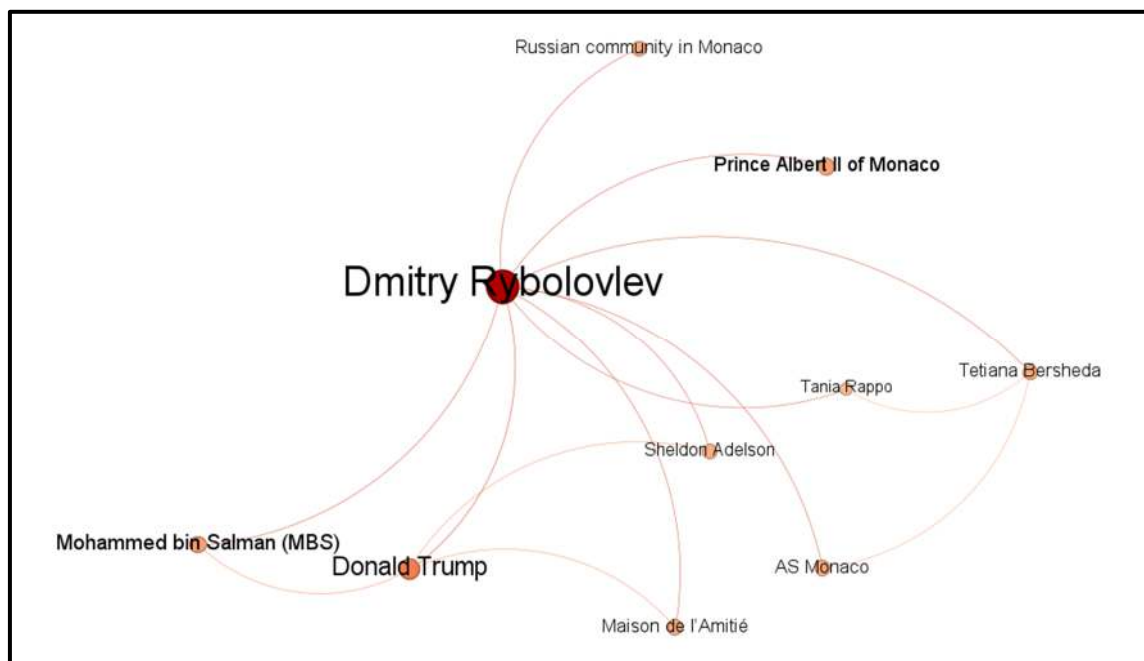 Russian community in Monaco
Prince Albert II of Monaco
Dmitry Rybolovlev
Tetiana Bersheda
Tania Rappo
Sheldon Adelson
Mohammed bin Salman (MBS)
Donald Trump
AS Monaco
Maison de l'Amitié